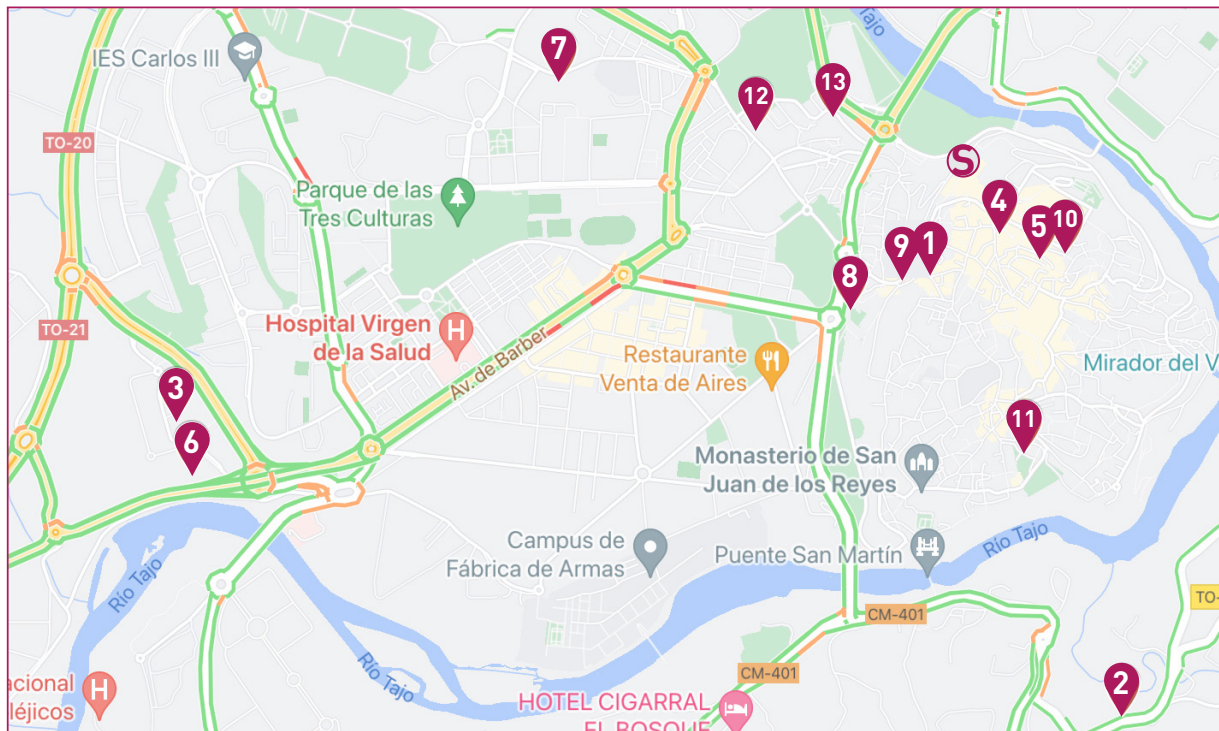 IES Carlos III
7
12
13
TO-20
S
Parque de las
Tres Culturas
4
5
10
9
1
8
TO-21
Hospital Virgen
de la Salud
H
Av. de Barber
Restaurante
Venta de Aires
Mirador del V
3
6
11
Monasterio de San
Juan de los Reyes
Campus de
Fábrica de Armas
Puente San Martín
Río Tajo
Río Tajo
Río Tajo
Río Tajo
CM-401
TO-
CM-401
2
acional
léjicos
H
HOTEL CIGARRAL
EL BOSQUE